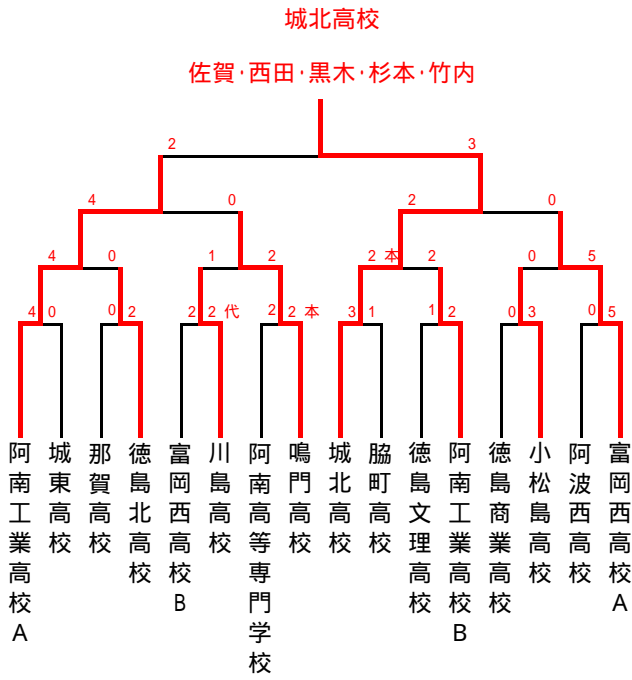 城北高校
佐賀・西田・黒木・杉本・竹内
2 3
4 0 2 0
4 0 1 2 2 本 2 0 5
4 0 0 2 2 2 代 2 2 本 3 1 1 2 0 3 0 5
阿南工業高校A
城東高校
那賀高校
徳島北高校
富岡西高校B
川島高校
阿南高等専門学校
鳴門高校
城北高校
脇町高校
徳島文理高校
阿南工業高校B
徳島商業高校
小松島高校
阿波西高校
富岡西高校A